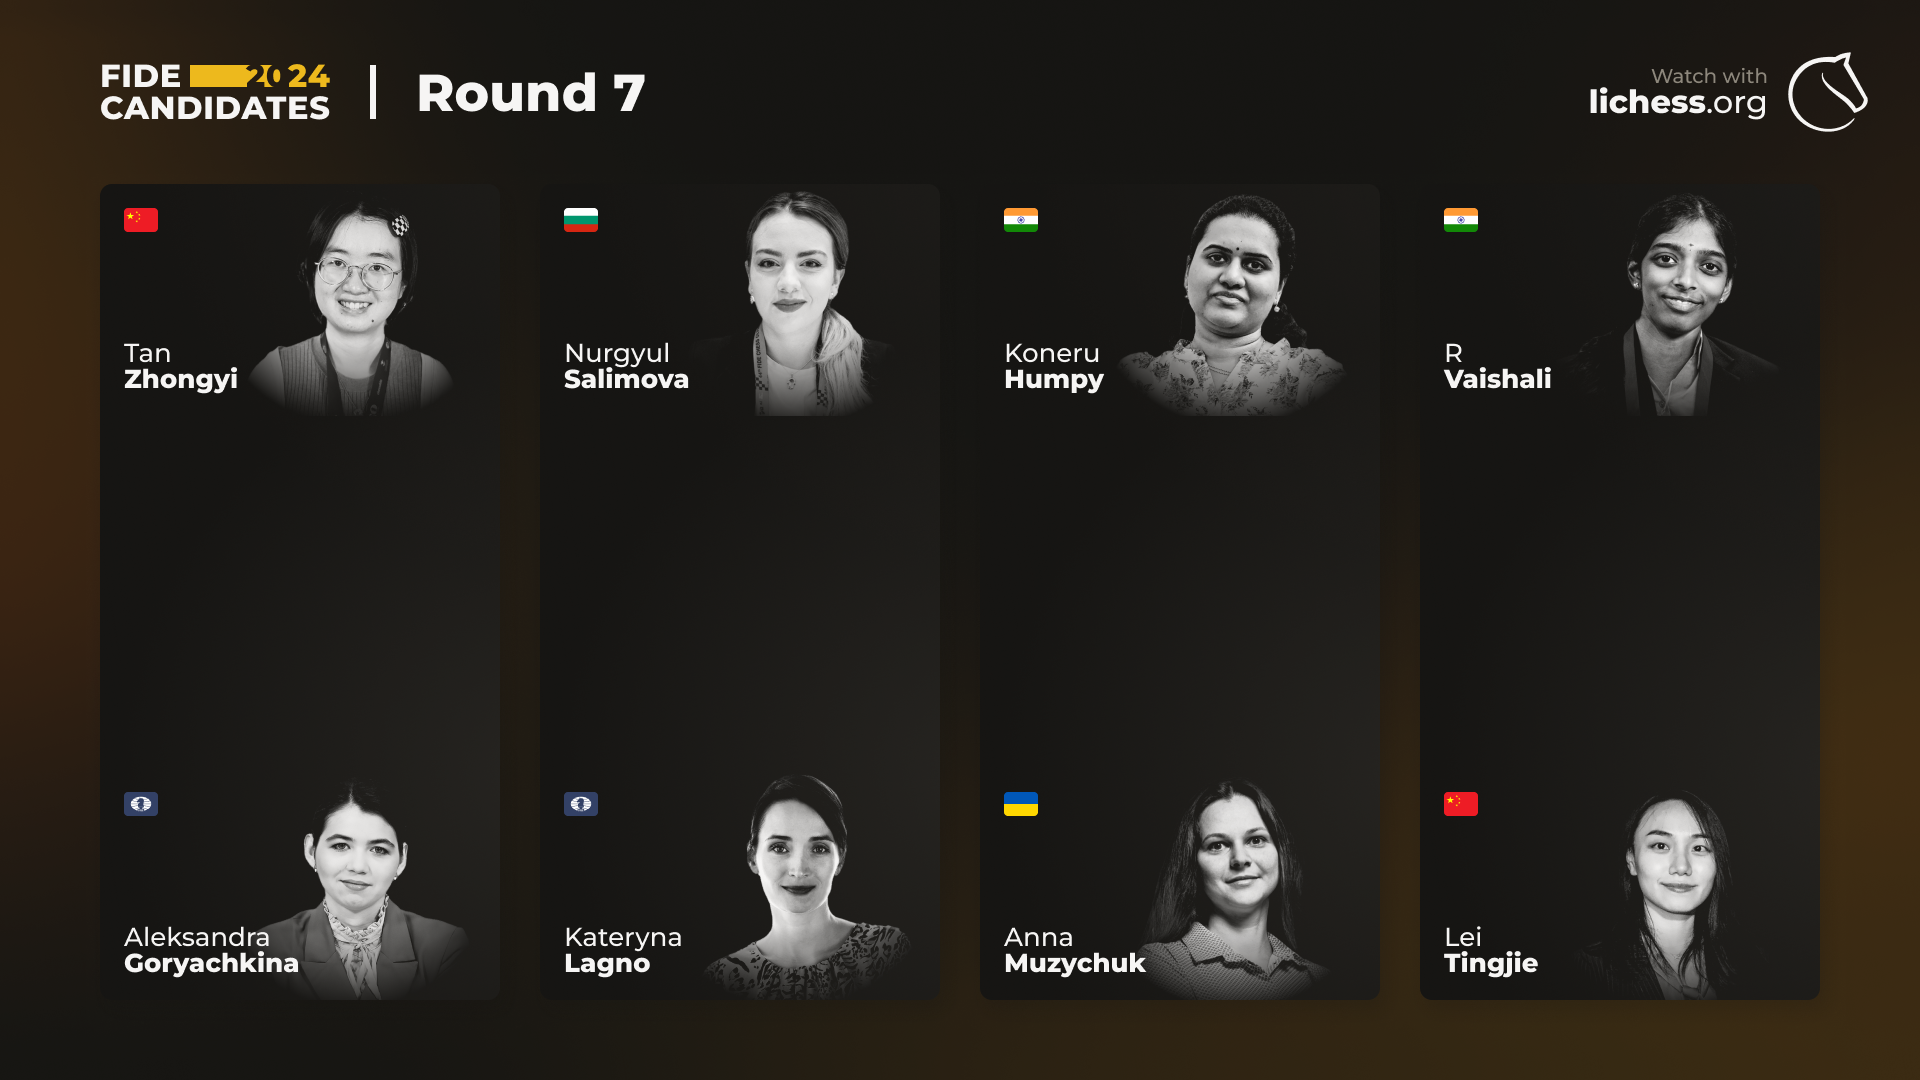 FIDE 2024
CANDIDATES
Round 7
Watch with
lichess.org
Tan
Zhongyi
Nurgyul
Salimova
Koneru
Humpy
R
Vaishali
Aleksandra
Goryachkina
Kateryna
Lagno
Anna
Muzychuk
Lei
Tingjie